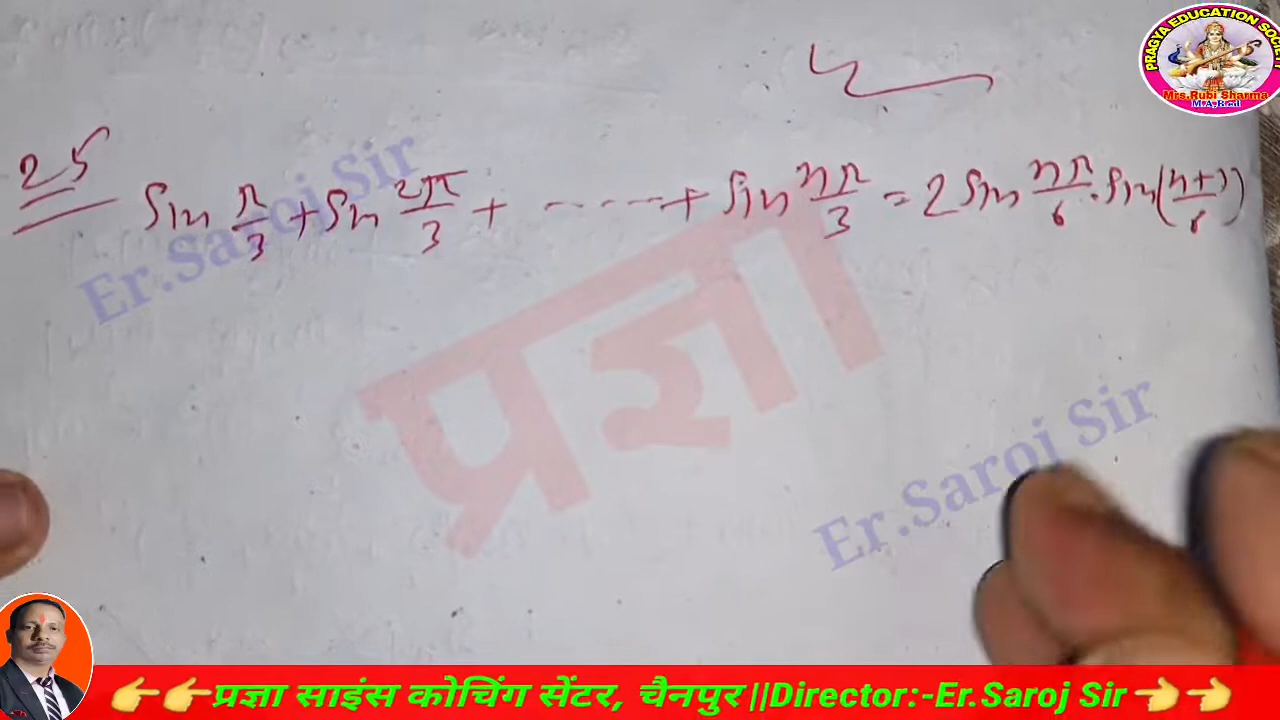 PRAGYA EDUCATION SOCIETY
Mrs.Rubi Sharma
M.A,B.ed
25
sin π/3 + sin 2π/3 + ------ + sin nπ/3 = 2 sin nπ/6 · sin(n+1/6)
Er.Saroj Sir
प्रज्ञा
Er.Saroj Sir
👉👉प्रज्ञा साइंस कोचिंग सेंटर, चैनपुर||Director:-Er.Saroj Sir👈👈